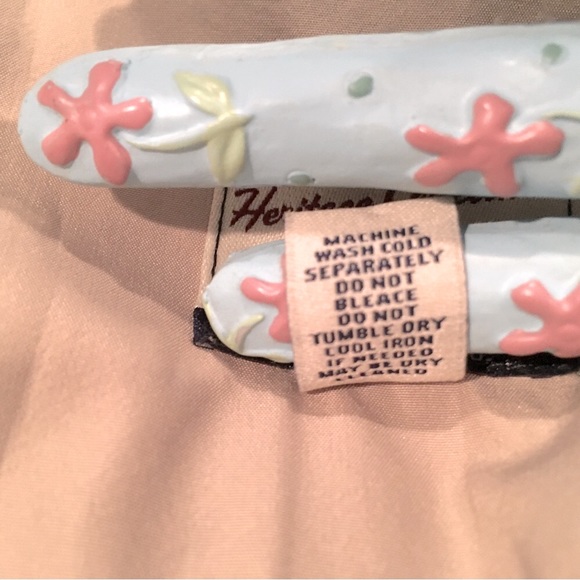 Heritage
MACHINE
WASH COLD
SEPARATELY
DO NOT
BLEACE
DO NOT
TUMBLE DRY
COOL IRON
IF NEEDED
MAY BE DRY
CLEANED